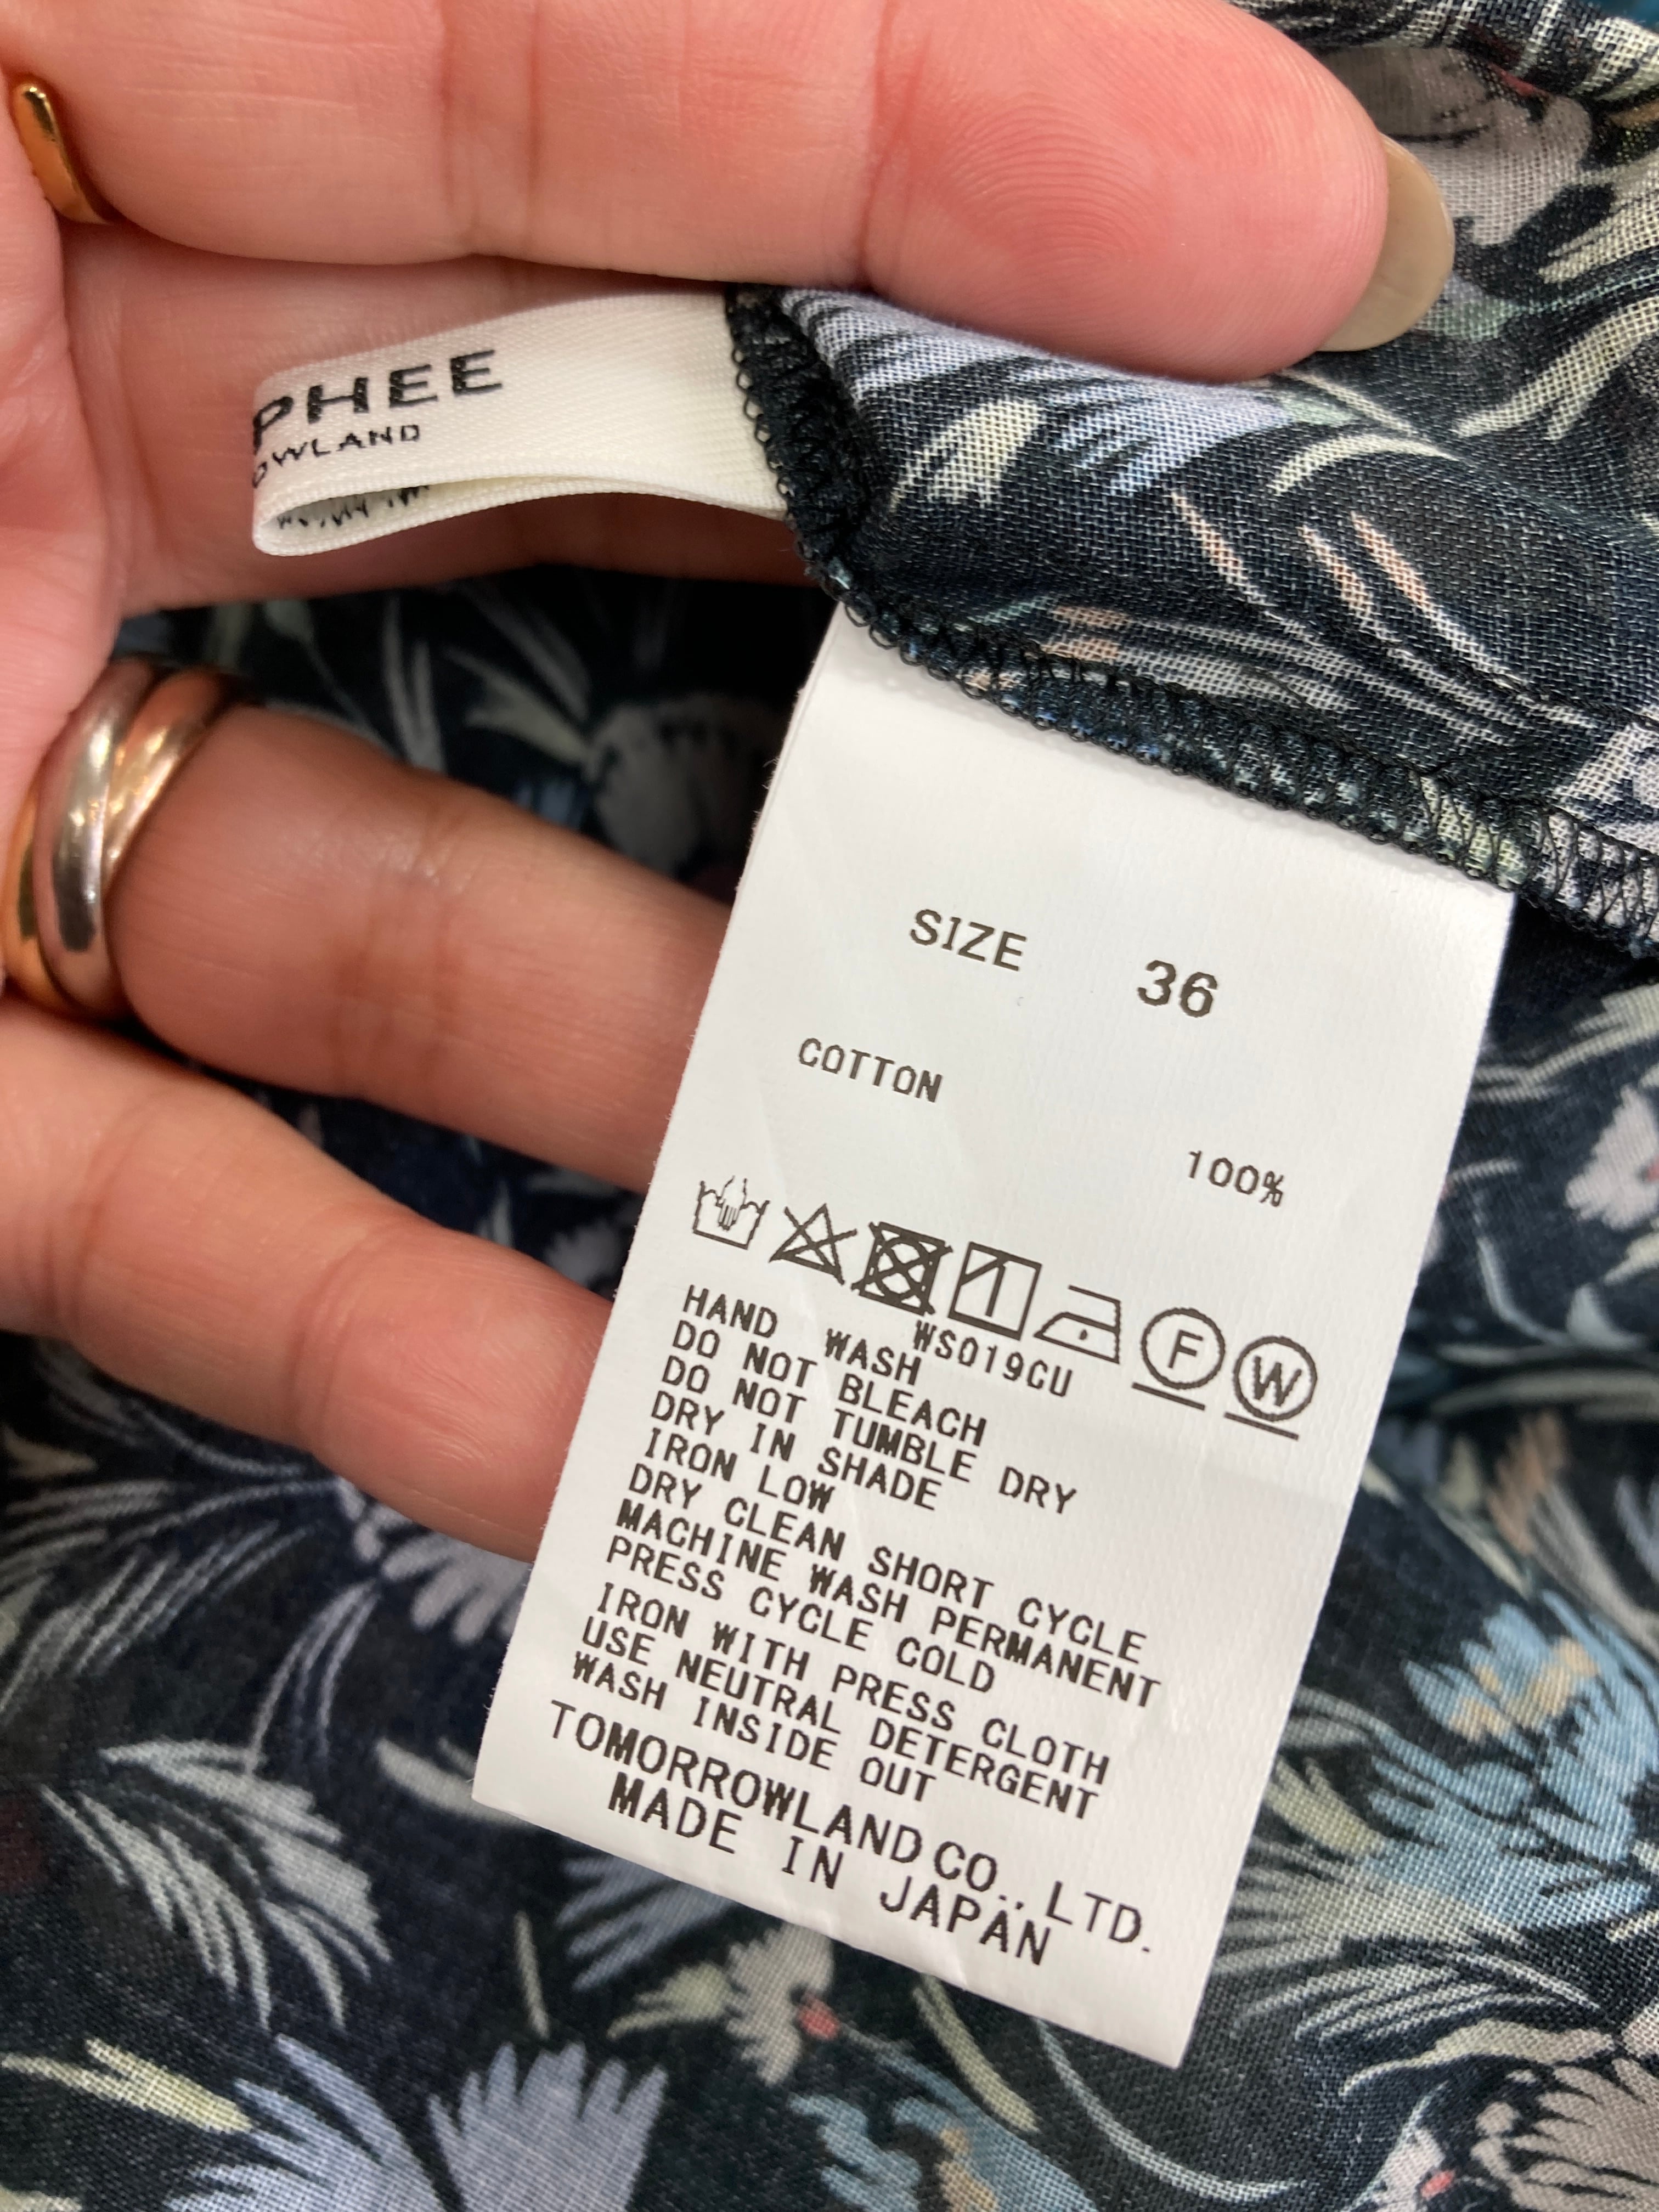 PHEE
OWLAND
SIZE 36
COTTON
100%
F W
WS019CU
HAND WASH
DO NOT BLEACH
DO NOT TUMBLE DRY
DRY IN SHADE
IRON LOW
DRY CLEAN SHORT CYCLE
MACHINE WASH PERMANENT
PRESS CYCLE COLD
IRON WITH PRESS CLOTH
USE NEUTRAL DETERGENT
WASH INSIDE OUT
TOMORROWLAND CO., LTD.
MADE IN JAPAN